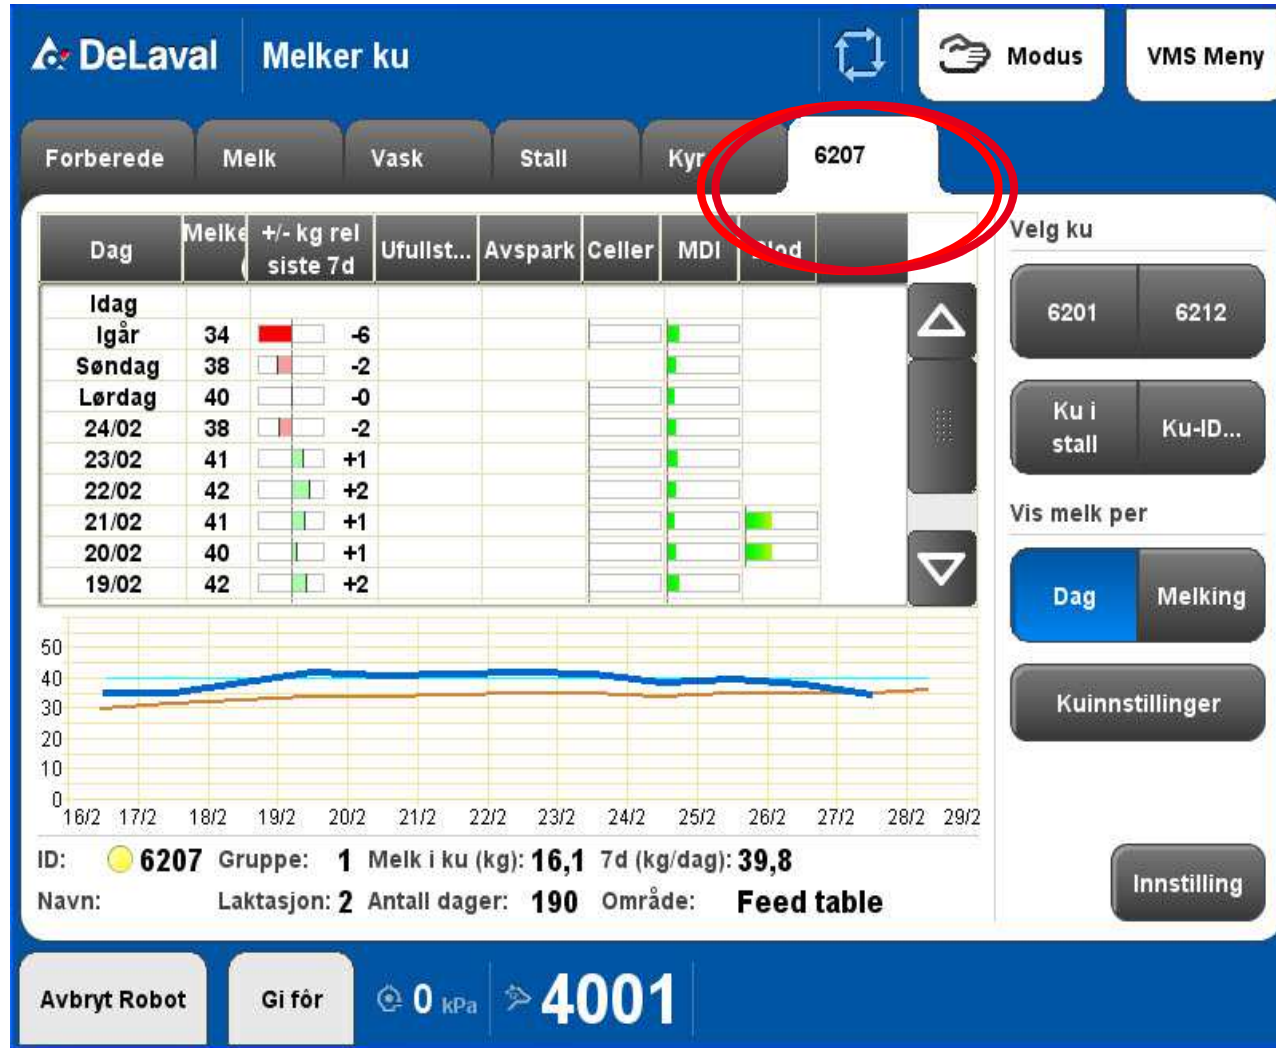 DeLaval Melker ku Modus VMS Meny
Forberede Melk Vask Stall Kyr 6207
Dag Melke +/- kg rel siste 7d Ufullst... Avspark Celler MDI
Idag
Igår 34 -6
Søndag 38 -2
Lørdag 40 -0
24/02 38 -2
23/02 41 +1
22/02 42 +2
21/02 41 +1
20/02 40 +1
19/02 42 +2
Velg ku
6201 6212
Ku i stall Ku-ID...
Vis melk per
Dag Melking
Kuinnstillinger
Innstilling
50
40
30
20
10
0
16/2 17/2 18/2 19/2 20/2 21/2 22/2 23/2 24/2 25/2 26/2 27/2 28/2 29/2
ID: 6207 Gruppe: 1 Melk i ku (kg): 16,1 7d (kg/dag): 39,8
Navn: Laktasjon: 2 Antall dager: 190 Område: Feed table
Avbryt Robot Gi fôr 0 kPa 4001